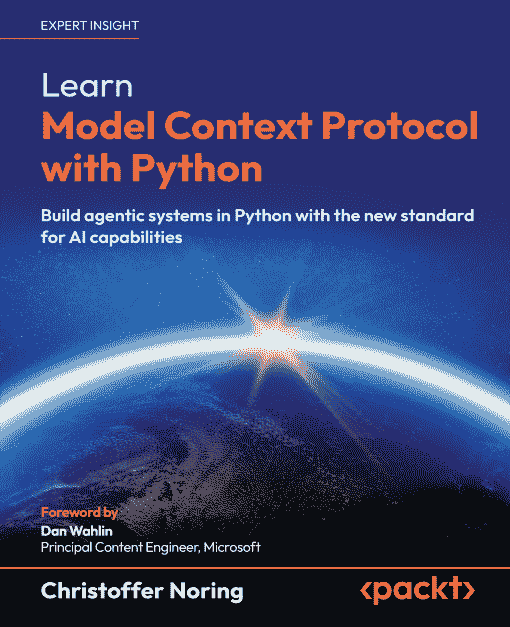 EXPERT INSIGHT
Learn
Model Context Protocol
with Python
Build agentic systems in Python with the new standard
for AI capabilities
Foreword by
Dan Wahlin
Principal Content Engineer, Microsoft
Christoffer Noring
<packt>